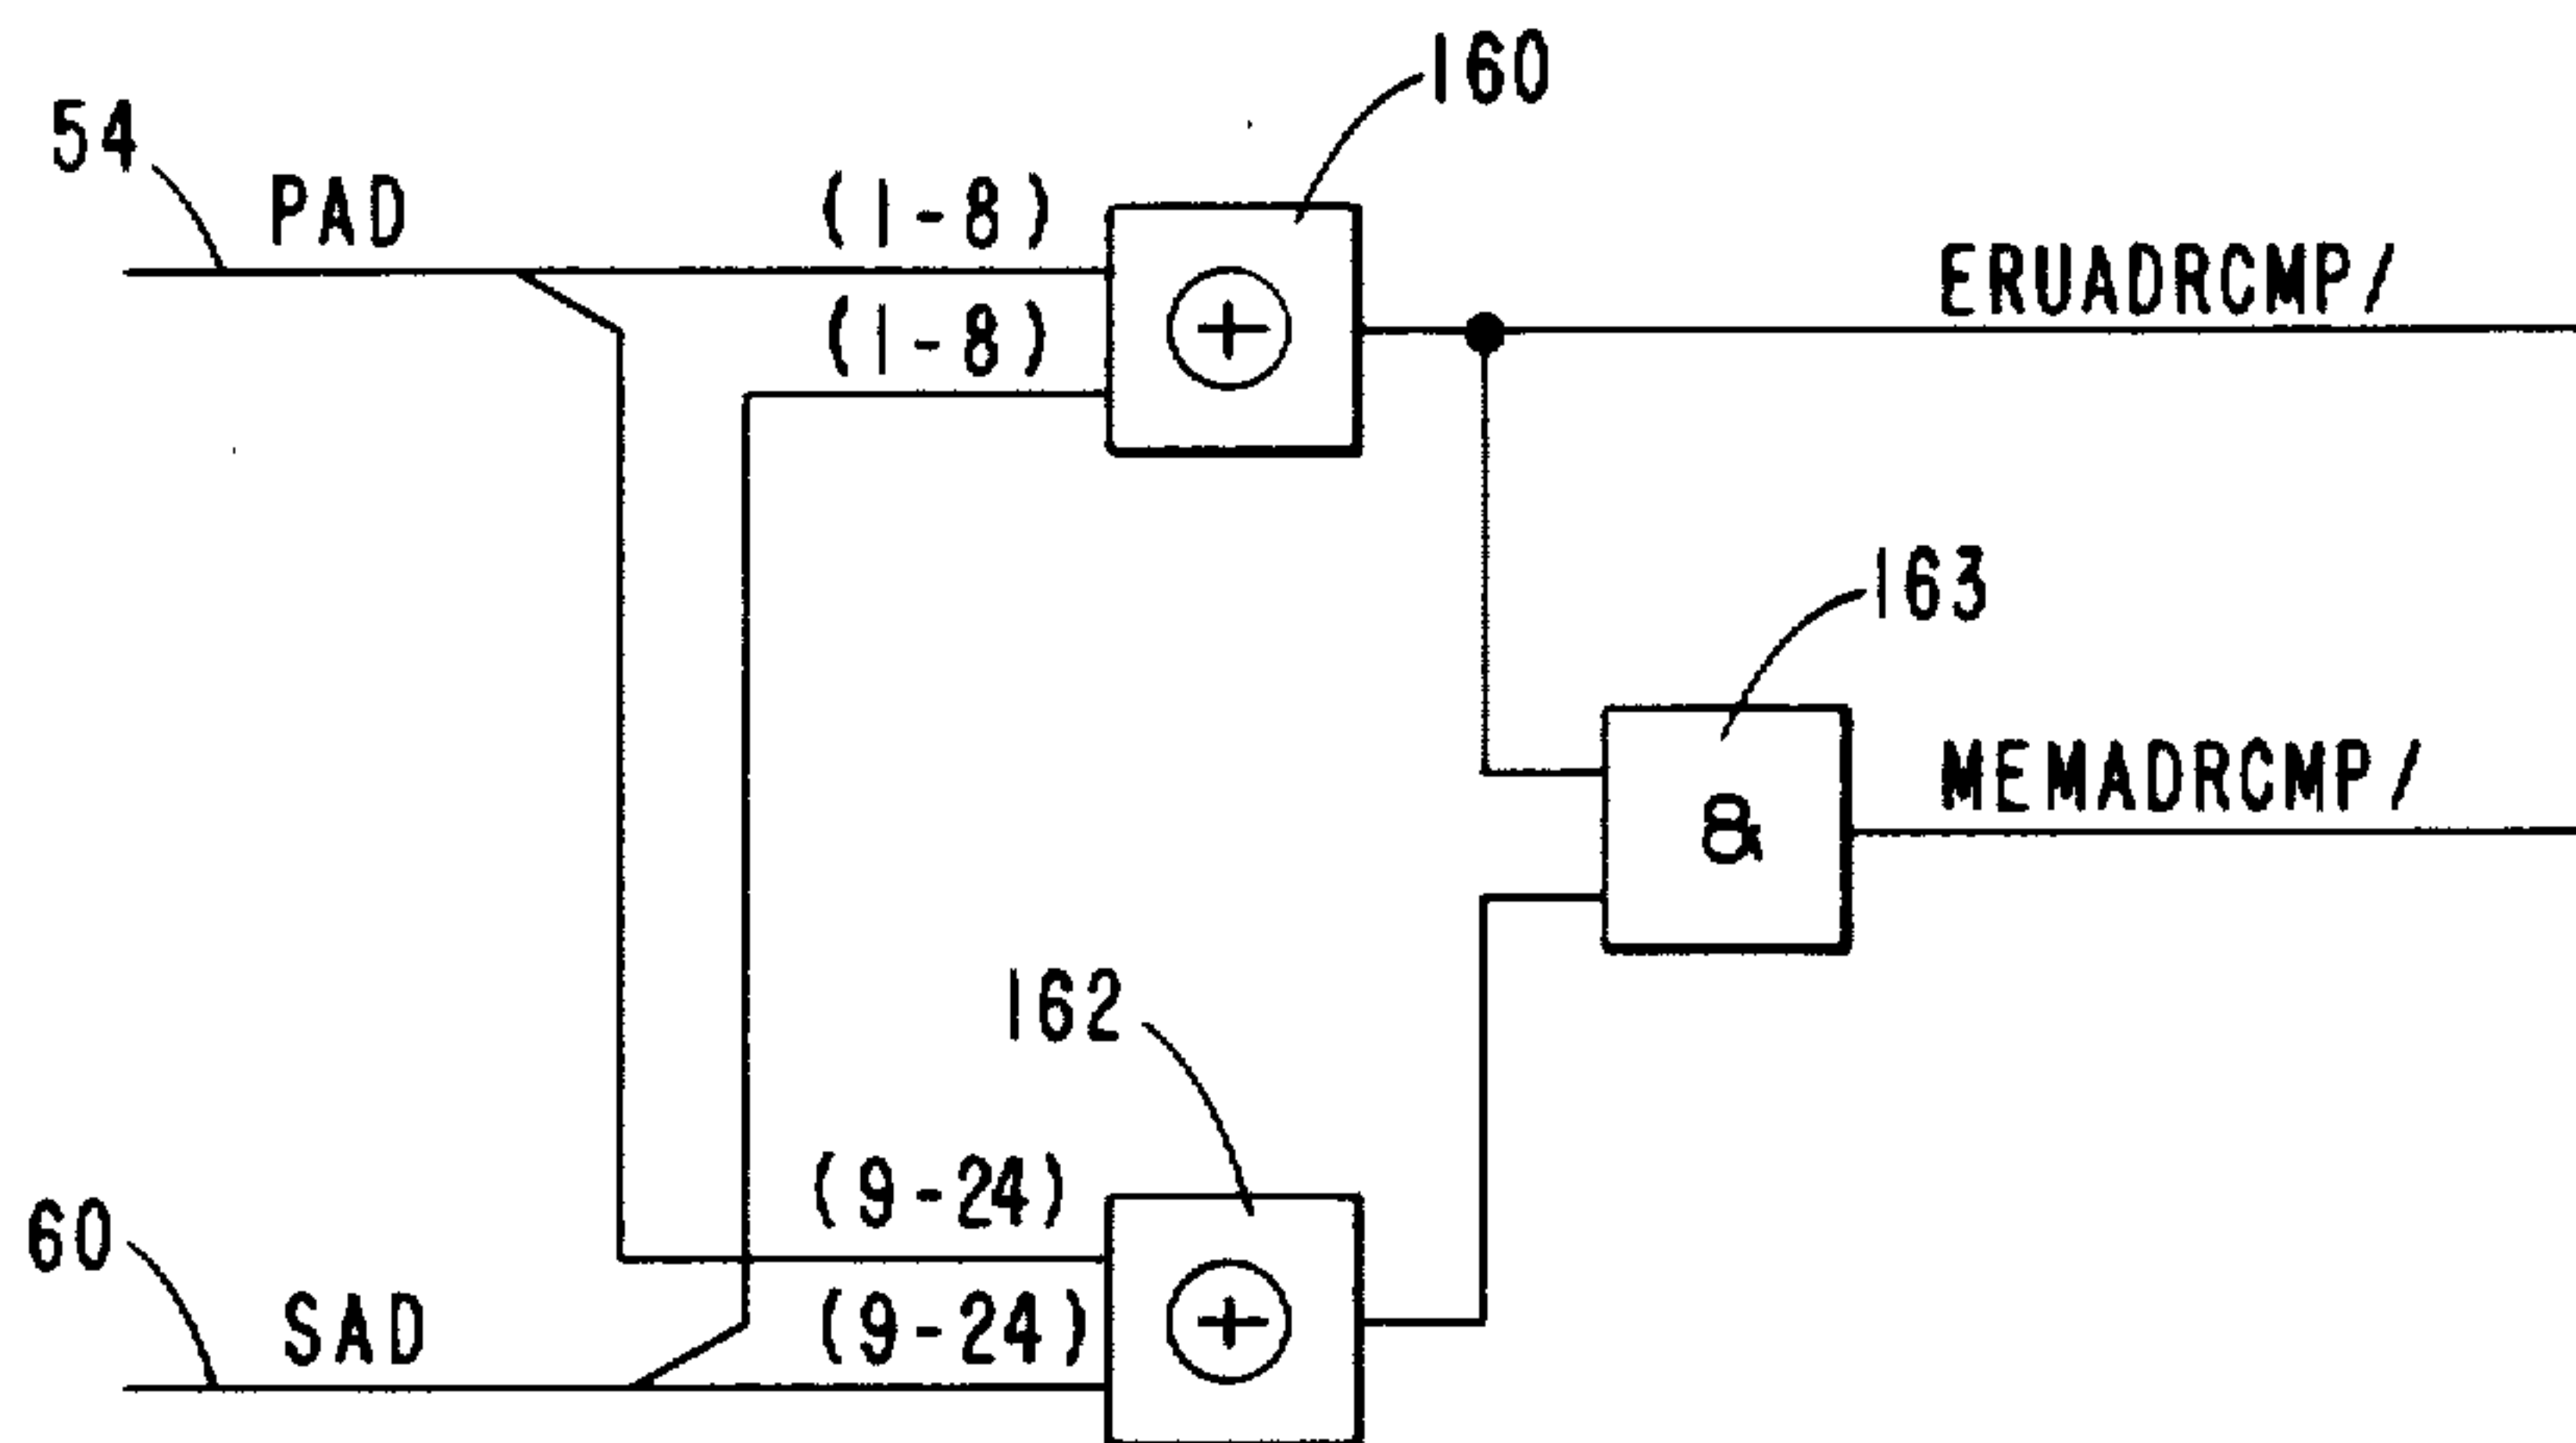 160
54
PAD
(1-8)
ERUADRCMP/
(1-8)
163
MEMADRCMP/
&
162
(9-24)
60
SAD
(9-24)